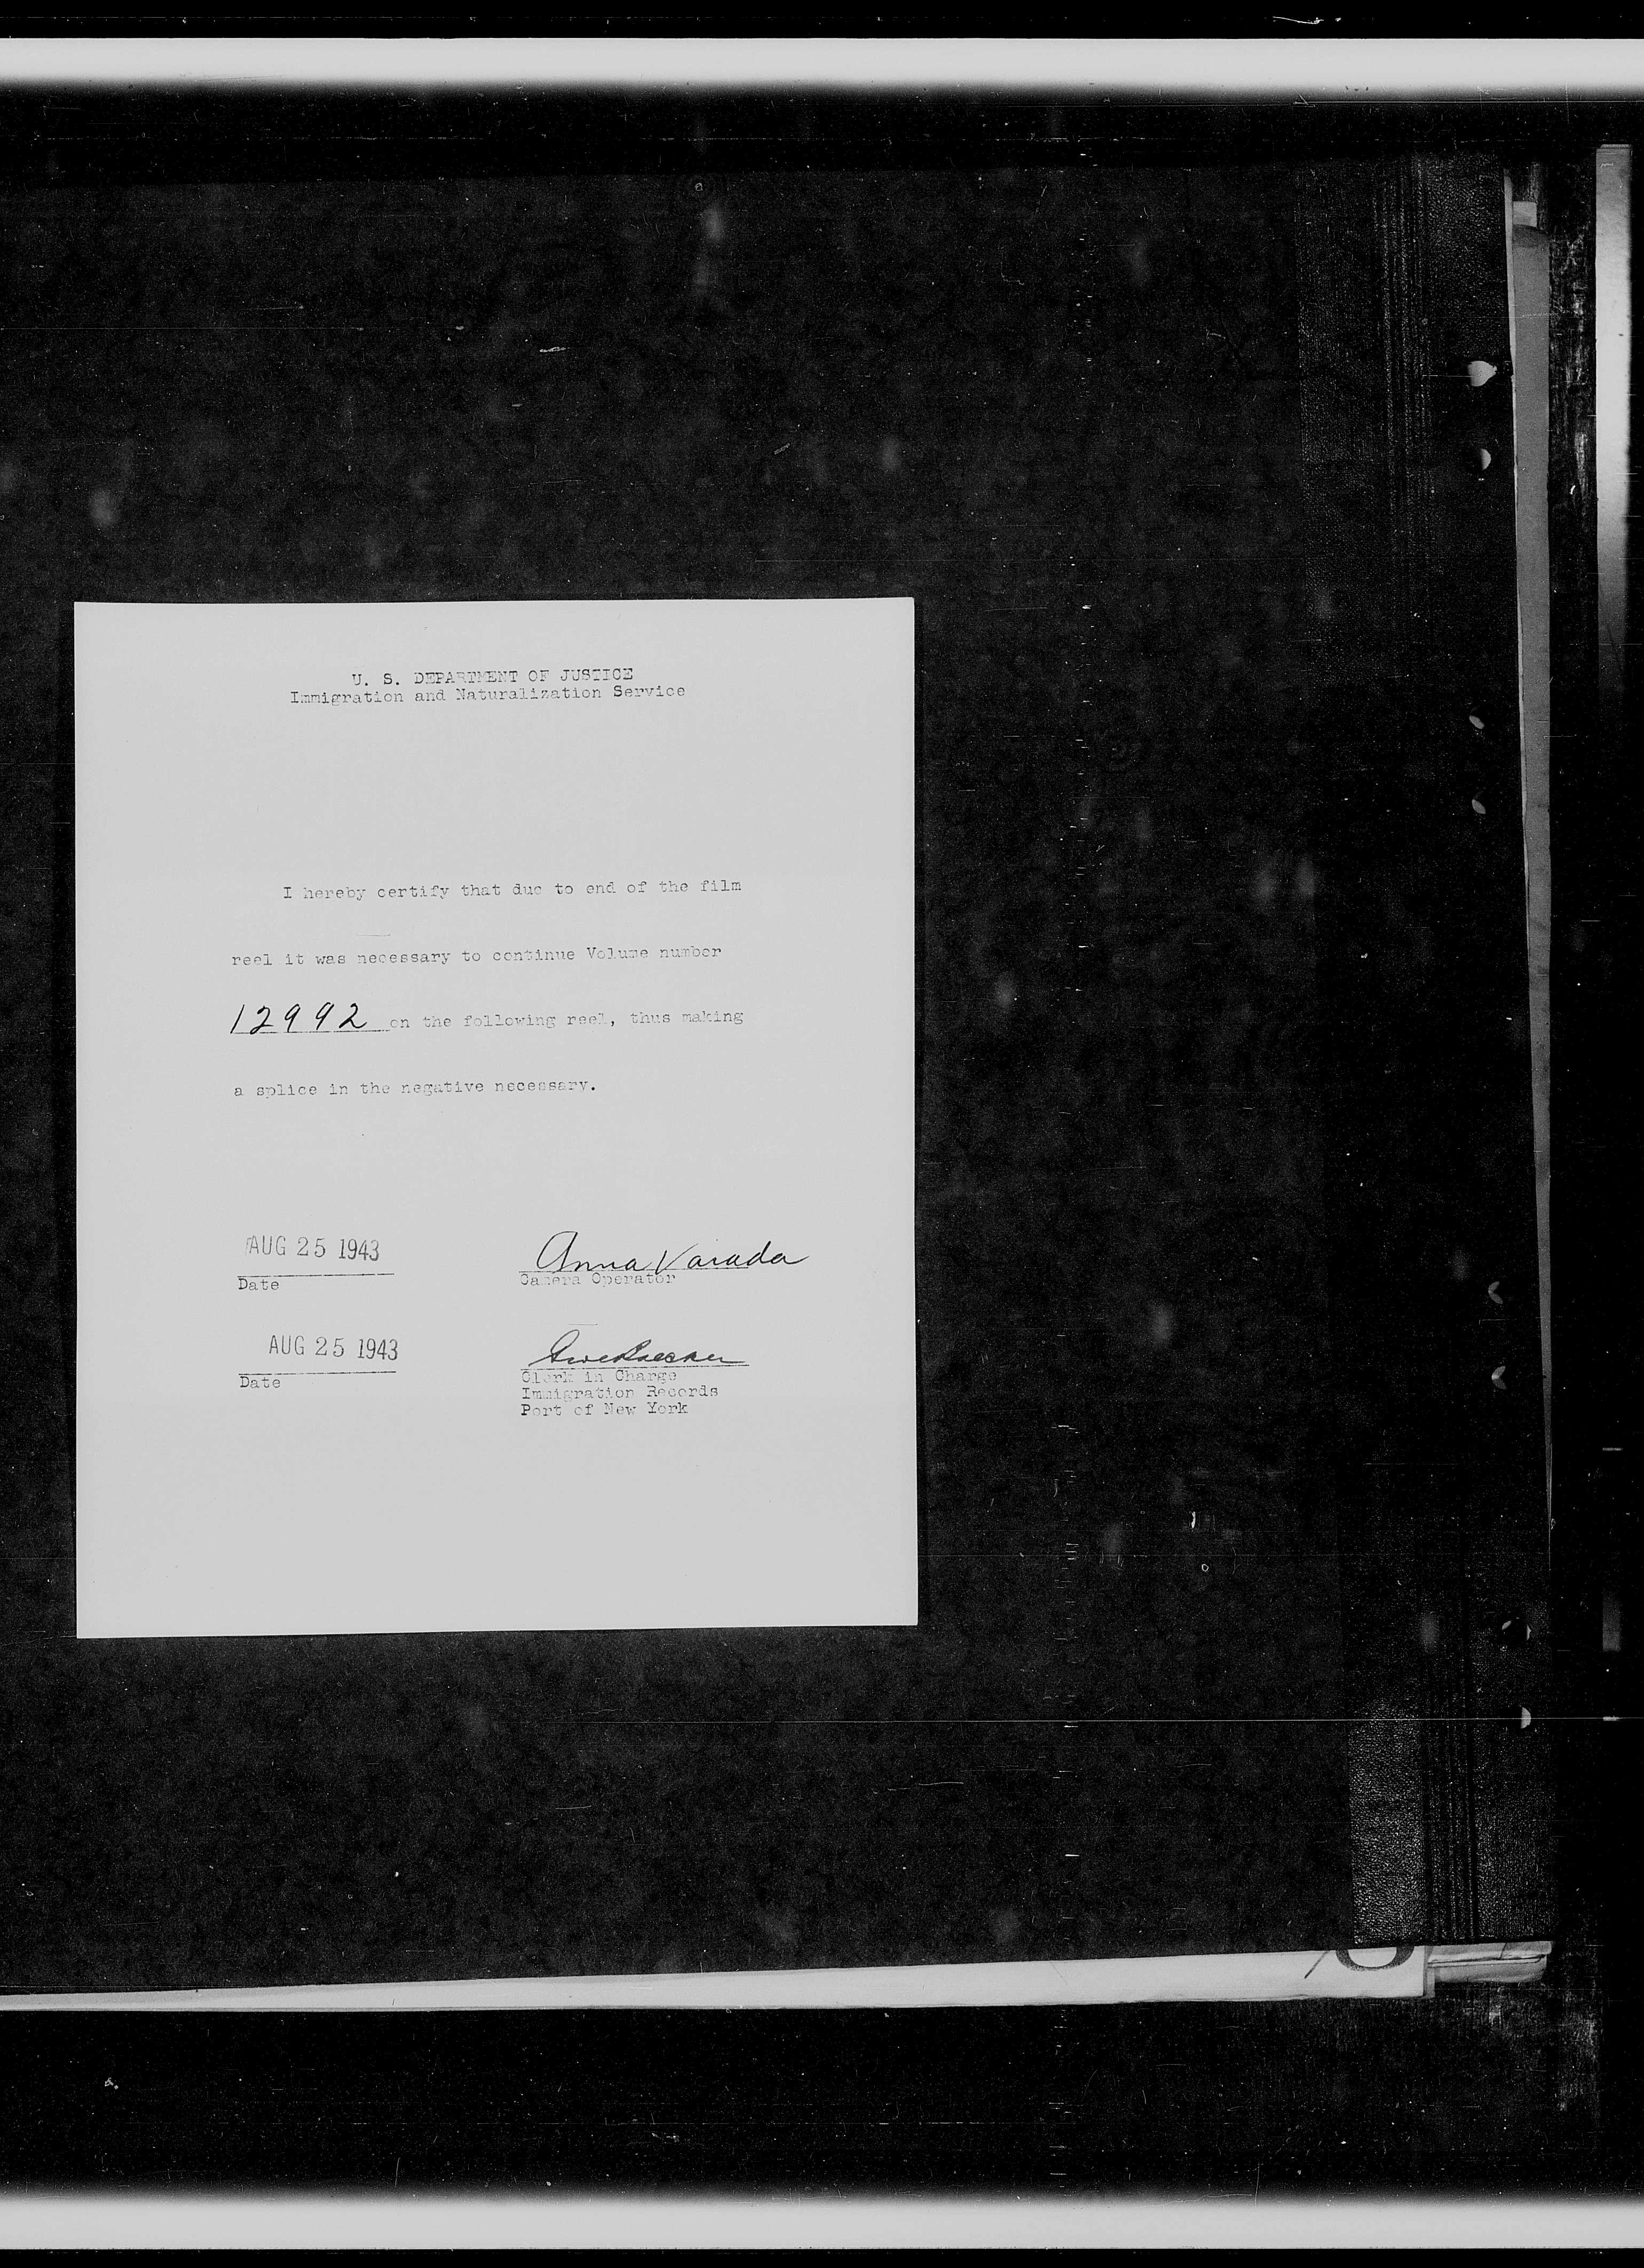 U. S. DEPARTMENT OF JUSTICE
Immigration and Naturalization Service
I hereby certify that due to end of the film
reel it was necessary to continue Volume number
12992 on the following reel, thus making
a splice in the negative necessary.
AUG 25 1943
Date
Anna Varada
Camera Operator
AUG 25 1943
Date
Clerk in Charge
Immigration Records
Port of New York